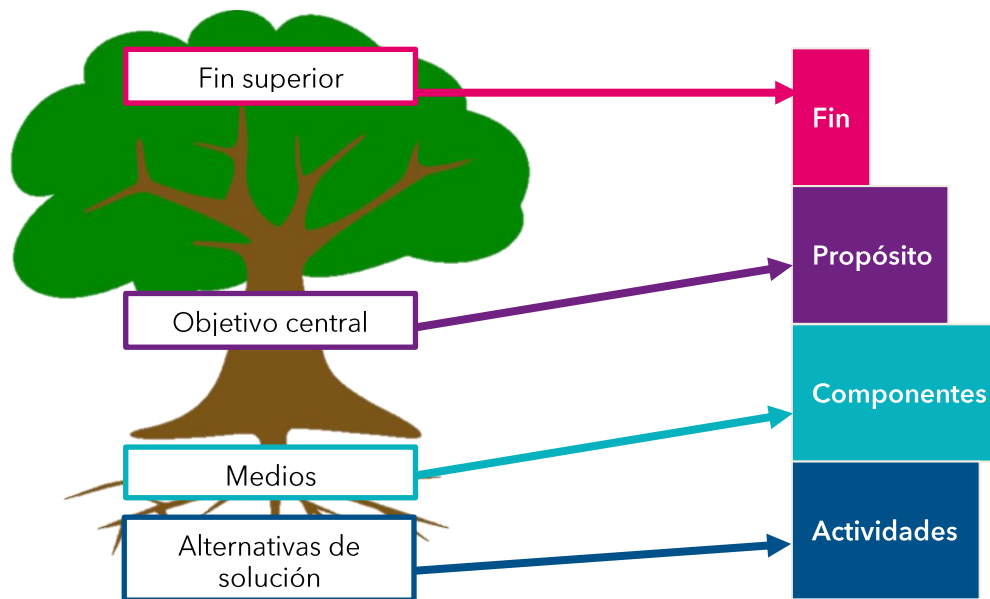 Fin superior
Fin
Propósito
Objetivo central
Componentes
Medios
Actividades
Alternativas de
solución